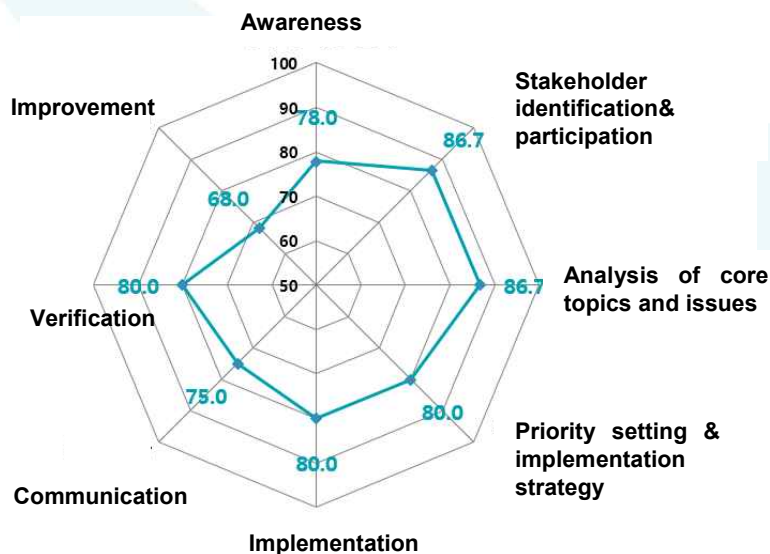 Awareness
100
90
80
70
60
50
78.0
Stakeholder
identification&
participation
86.7
Analysis of core
topics and issues
86.7
Priority setting &
implementation
strategy
80.0
Implementation
80.0
Communication
75.0
Verification
80.0
Improvement
68.0